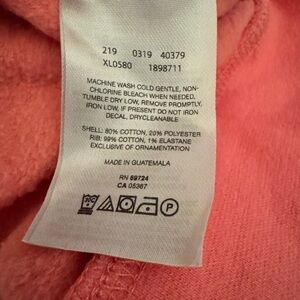 219 0319 40379
XL0580 1898711
MACHINE WASH COLD GENTLE, NON-
CHLORINE BLEACH WHEN NEEDED,
TUMBLE DRY LOW, REMOVE PROMPTLY,
IRON LOW, IF PRESENT DO NOT IRON
DECAL, DRYCLEANABLE
SHELL: 80% COTTON, 20% POLYESTER
RIB: 99% COTTON, 1% ELASTANE
EXCLUSIVE OF ORNAMENTATION
MADE IN GUATEMALA
RN 69724
CA 05367